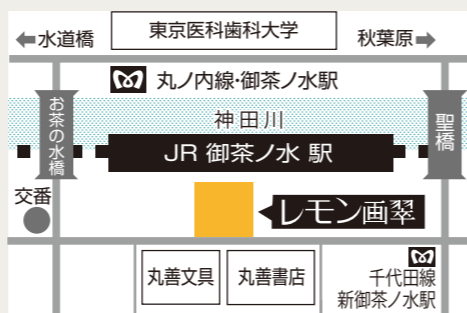 ←水道橋
東京医科歯科大学
秋葉原→
丸ノ内線・御茶ノ水駅
お茶の水橋
神田川
聖橋
JR 御茶ノ水 駅
交番
レモン画翠
丸善文具
丸善書店
千代田線
新御茶ノ水駅